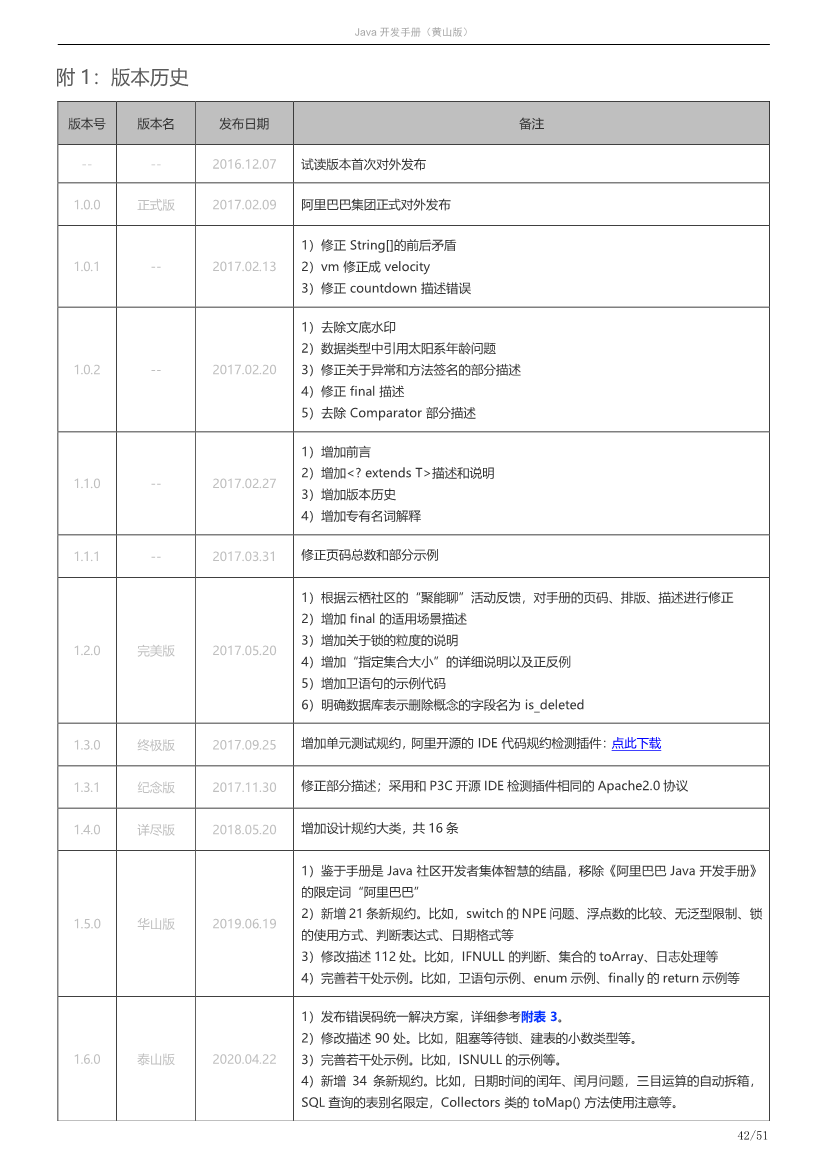 Java 开发手册（黄山版）
附 1：版本历史
版本号 版本名 发布日期 备注
-- -- 2016.12.07 试读版本首次对外发布
1.0.0 正式版 2017.02.09 阿里巴巴集团正式对外发布
1）修正 String[]的前后矛盾
1.0.1 -- 2017.02.13 2）vm 修正成 velocity
3）修正 countdown 描述错误
1）去除文底水印
2）数据类型中引用太阳系年龄问题
1.0.2 -- 2017.02.20 3）修正关于异常和方法签名的部分描述
4）修正 final 描述
5）去除 Comparator 部分描述
1）增加前言
2）增加<? extends T>描述和说明
1.1.0 -- 2017.02.27
3）增加版本历史
4）增加专有名词解释
1.1.1 -- 2017.03.31 修正页码总数和部分示例
1）根据云栖社区的“聚能聊”活动反馈，对手册的页码、排版、描述进行修正
2）增加 final 的适用场景描述
3）增加关于锁的粒度的说明
1.2.0 完美版 2017.05.20
4）增加“指定集合大小”的详细说明以及正反例
5）增加卫语句的示例代码
6）明确数据库表示删除概念的字段名为 is_deleted
1.3.0 终极版 2017.09.25 增加单元测试规约，阿里开源的 IDE 代码规约检测插件：点此下载
1.3.1 纪念版 2017.11.30 修正部分描述；采用和 P3C 开源 IDE 检测插件相同的 Apache2.0 协议
1.4.0 详尽版 2018.05.20 增加设计规约大类，共 16 条
1）鉴于手册是 Java 社区开发者集体智慧的结晶，移除《阿里巴巴 Java 开发手册》
的限定词“阿里巴巴”
2）新增 21 条新规约。比如，switch 的 NPE 问题、浮点数的比较、无泛型限制、锁
1.5.0 华山版 2019.06.19
的使用方式、判断表达式、日期格式等
3）修改描述 112 处。比如，IFNULL 的判断、集合的 toArray、日志处理等
4）完善若干处示例。比如，卫语句示例、enum 示例、finally 的 return 示例等
1）发布错误码统一解决方案，详细参考附表 3。
2）修改描述 90 处。比如，阻塞等待锁、建表的小数类型等。
1.6.0 泰山版 2020.04.22 3）完善若干处示例。比如，ISNULL 的示例等。
4）新增 34 条新规约。比如，日期时间的闰年、闰月问题，三目运算的自动拆箱，
SQL 查询的表别名限定，Collectors 类的 toMap() 方法使用注意等。
42/51